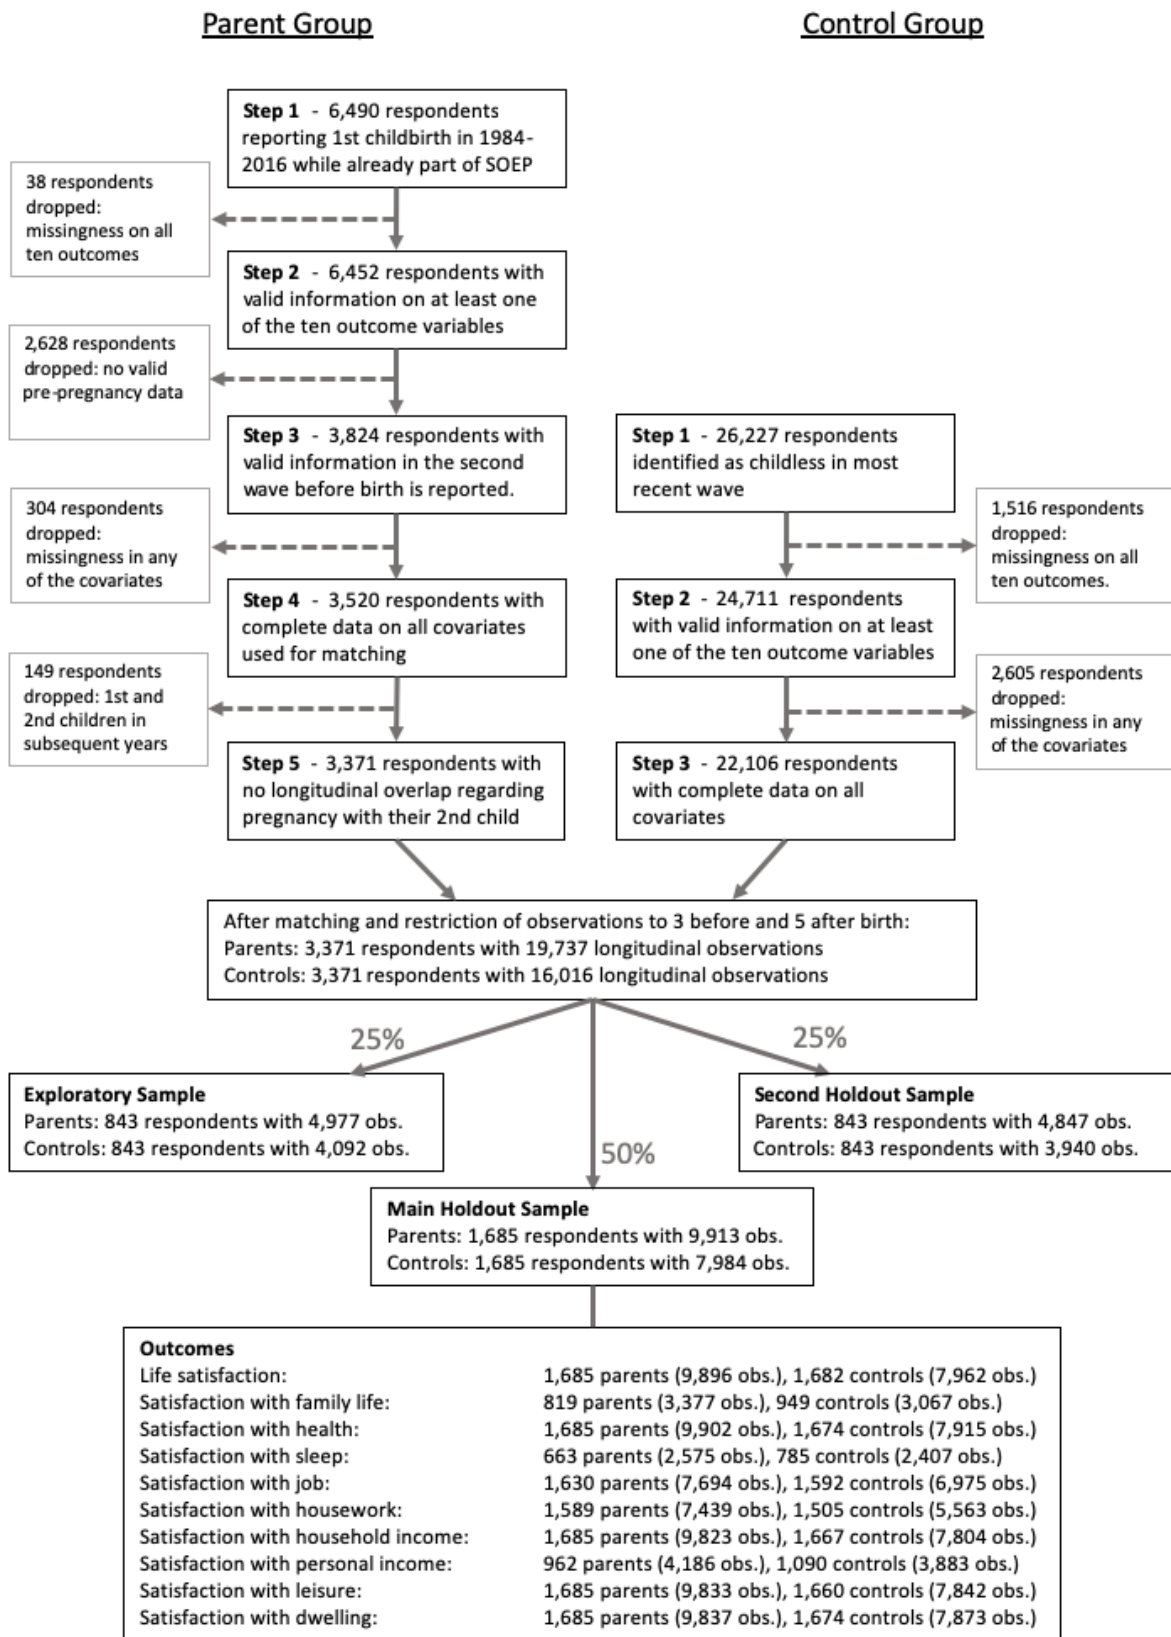 Parent Group
Control Group
Step 1 - 6,490 respondents
reporting 1st childbirth in 1984-
2016 while already part of SOEP
38 respondents
dropped:
missingness on all
ten outcomes
Step 2 - 6,452 respondents with
valid information on at least one
of the ten outcome variables
2,628 respondents
dropped: no valid
pre-pregnancy data
Step 3 - 3,824 respondents with
valid information in the second
wave before birth is reported.
304 respondents
dropped:
missingness in any
of the covariates
Step 4 - 3,520 respondents with
complete data on all covariates
used for matching
149 respondents
dropped: 1st and
2nd children in
subsequent years
Step 5 - 3,371 respondents with
no longitudinal overlap regarding
pregnancy with their 2nd child
Step 1 - 26,227 respondents
identified as childless in most
recent wave
1,516 respondents
dropped:
missingness on all
ten outcomes.
Step 2 - 24,711 respondents
with valid information on at least
one of the ten outcome variables
2,605 respondents
dropped:
missingness in any
of the covariates
Step 3 - 22,106 respondents
with complete data on all
covariates
After matching and restriction of observations to 3 before and 5 after birth:
Parents: 3,371 respondents with 19,737 longitudinal observations
Controls: 3,371 respondents with 16,016 longitudinal observations
25%
25%
50%
Exploratory Sample
Parents: 843 respondents with 4,977 obs.
Controls: 843 respondents with 4,092 obs.
Second Holdout Sample
Parents: 843 respondents with 4,847 obs.
Controls: 843 respondents with 3,940 obs.
Main Holdout Sample
Parents: 1,685 respondents with 9,913 obs.
Controls: 1,685 respondents with 7,984 obs.
Outcomes
Life satisfaction: 1,685 parents (9,896 obs.), 1,682 controls (7,962 obs.)
Satisfaction with family life: 819 parents (3,377 obs.), 949 controls (3,067 obs.)
Satisfaction with health: 1,685 parents (9,902 obs.), 1,674 controls (7,915 obs.)
Satisfaction with sleep: 663 parents (2,575 obs.), 785 controls (2,407 obs.)
Satisfaction with job: 1,630 parents (7,694 obs.), 1,592 controls (6,975 obs.)
Satisfaction with housework: 1,589 parents (7,439 obs.), 1,505 controls (5,563 obs.)
Satisfaction with household income: 1,685 parents (9,823 obs.), 1,667 controls (7,804 obs.)
Satisfaction with personal income: 962 parents (4,186 obs.), 1,090 controls (3,883 obs.)
Satisfaction with leisure: 1,685 parents (9,833 obs.), 1,660 controls (7,842 obs.)
Satisfaction with dwelling: 1,685 parents (9,837 obs.), 1,674 controls (7,873 obs.)